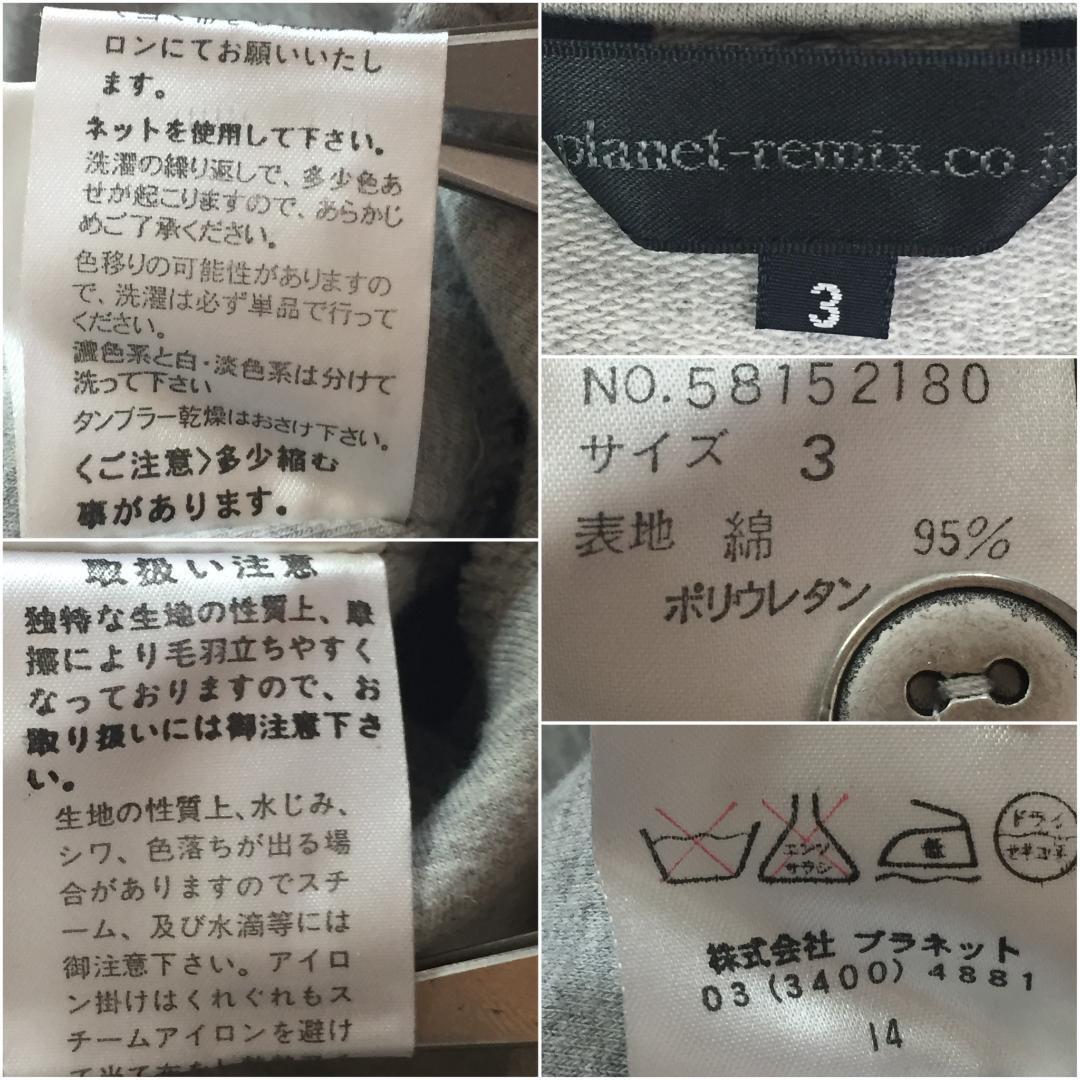 ロンにてお願いいたし
ます。
ネットを使用して下さい。
洗濯の繰り返しで、多少色あ
せが起こりますので、あらかじ
めご了承ください。
色移りの可能性がありますの
で、洗濯は必ず単品で行って
ください。
濃色系と白・淡色系は分けて
洗って下さい
タンブラー乾燥はおさけ下さい。
〈ご注意〉多少縮む
事があります。
planet-remix.co.j
3
NO.58152180
サイズ 3
表地 綿 95%
ポリウレタン
取扱い注意
独特な生地の性質上、摩
擦により毛羽立ちやすく
なっておりますので、お
取り扱いには御注意下さ
い。
生地の性質上、水じみ、
シワ、色落ちが出る場
合がありますのでスチ
ーム、及び水滴等には
御注意下さい。アイロ
ン掛けはくれぐれもス
チームアイロンを避け
て当て布をし
エンソ
サラシ
低
ドライ
セキユ系
株式会社 プラネット
03(3400)4881
14